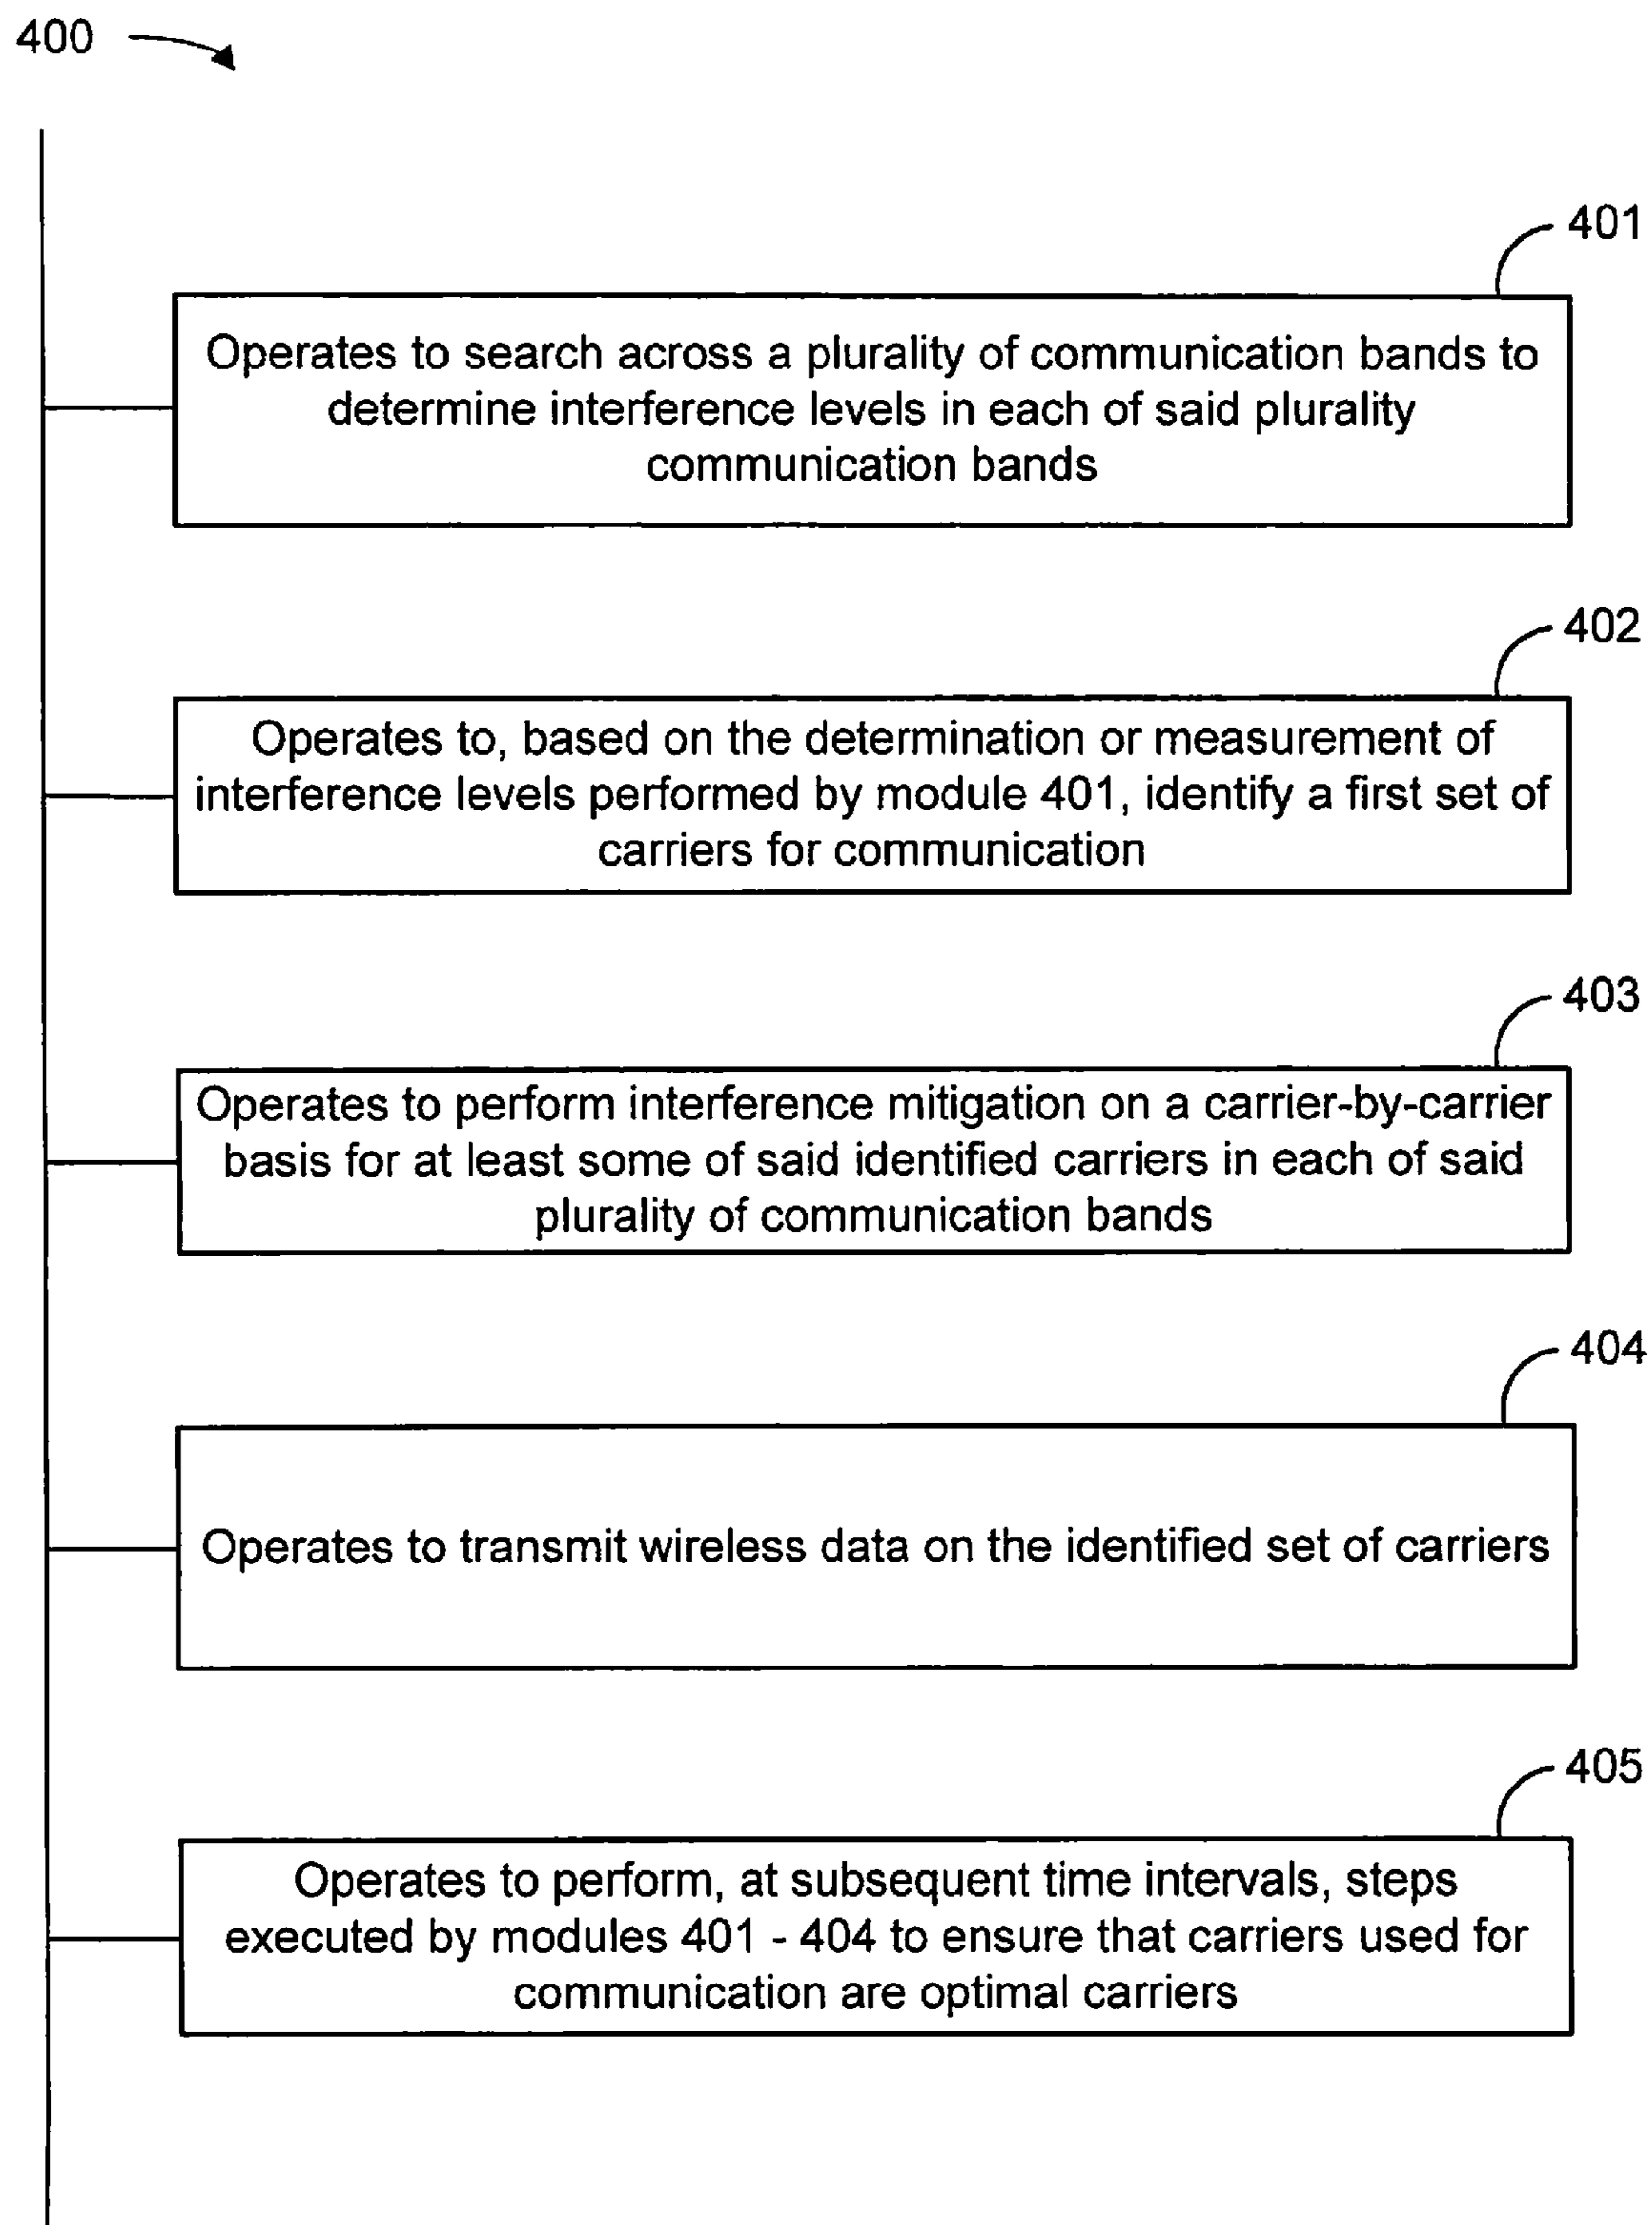 400
401
Operates to search across a plurality of communication bands to
determine interference levels in each of said plurality
communication bands
402
Operates to, based on the determination or measurement of
interference levels performed by module 401, identify a first set of
carriers for communication
403
Operates to perform interference mitigation on a carrier-by-carrier
basis for at least some of said identified carriers in each of said
plurality of communication bands
404
Operates to transmit wireless data on the identified set of carriers
405
Operates to perform, at subsequent time intervals, steps
executed by modules 401 - 404 to ensure that carriers used for
communication are optimal carriers